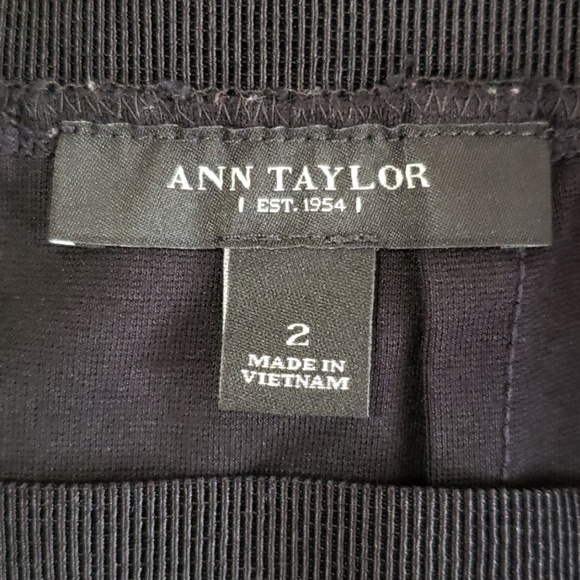 ANN TAYLOR
| EST. 1954 |
2
MADE IN
VIETNAM